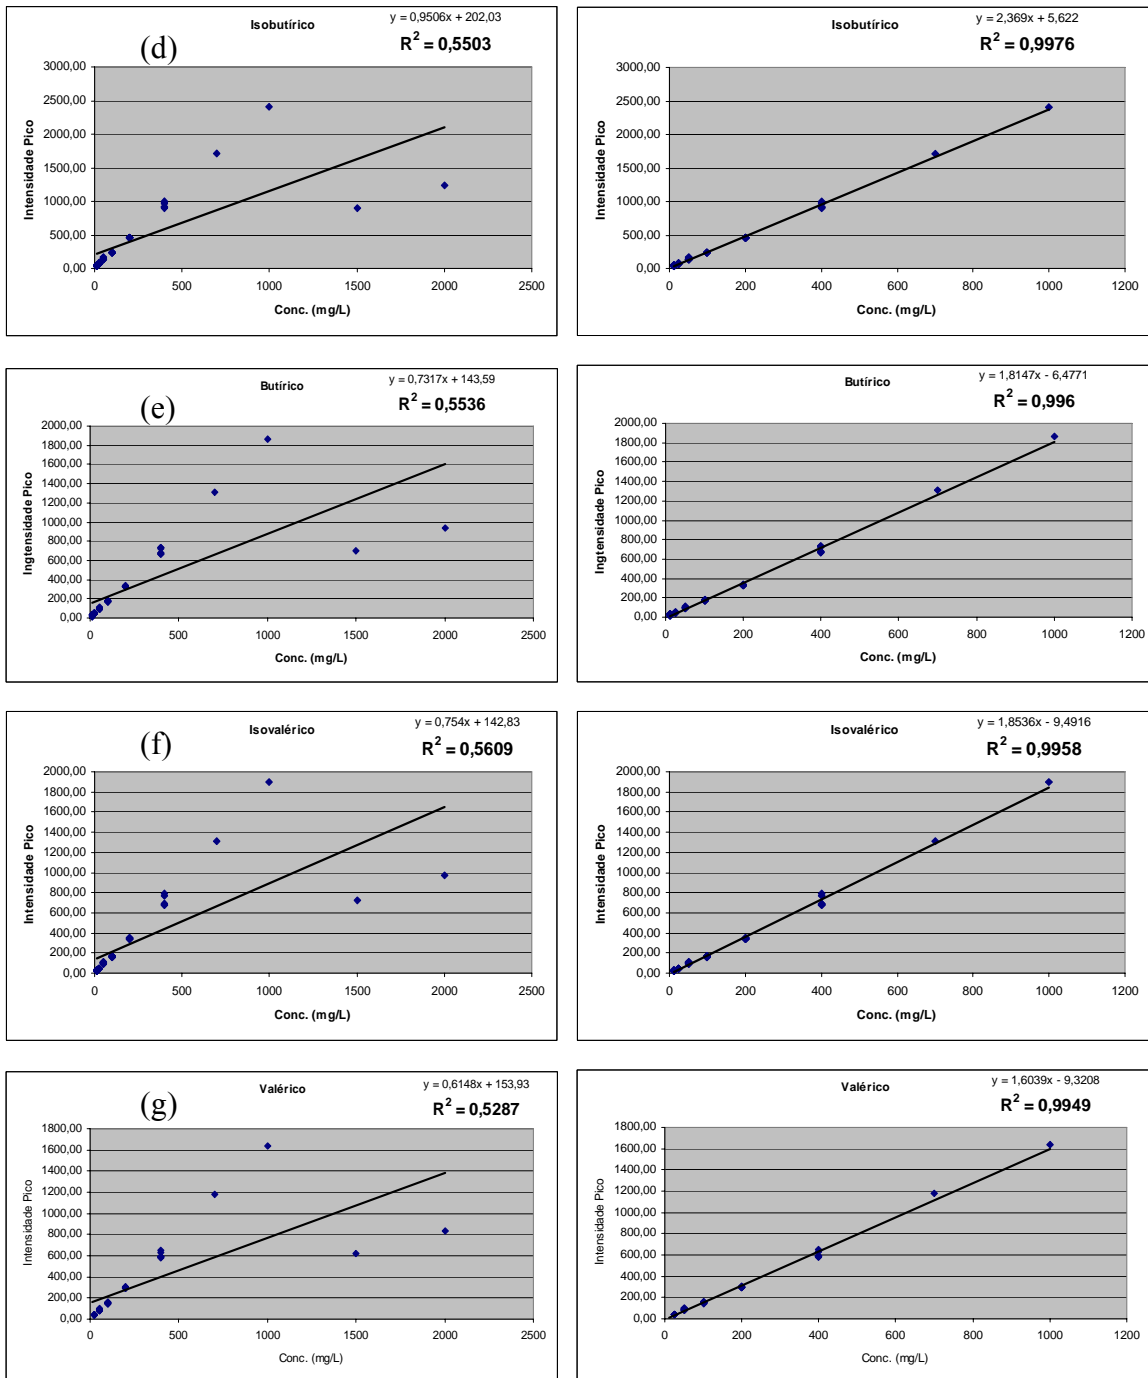 (d)
Isobutírico
y = 0,9506x + 202,03
R² = 0,5503
Intensidade Pico
3000,00
2500,00
2000,00
1500,00
1000,00
500,00
0,00
0 500 1000 1500 2000 2500
Conc. (mg/L)
Isobutírico
y = 2,369x + 5,622
R² = 0,9976
Intensidade Pico
3000,00
2500,00
2000,00
1500,00
1000,00
500,00
0,00
0 200 400 600 800 1000 1200
Conc. (mg/L)
(e)
Butírico
y = 0,7317x + 143,59
R² = 0,5536
Ingtensidade Pico
2000,00
1800,00
1600,00
1400,00
1200,00
1000,00
800,00
600,00
400,00
200,00
0,00
0 500 1000 1500 2000 2500
Conc. (mg/L)
Butírico
y = 1,8147x - 6,4771
R² = 0,996
Ingtensidade Pico
2000,00
1800,00
1600,00
1400,00
1200,00
1000,00
800,00
600,00
400,00
200,00
0,00
0 200 400 600 800 1000 1200
Conc. (mg/L)
(f)
Isovalérico
y = 0,754x + 142,83
R² = 0,5609
Intensidade Pico
2000,00
1800,00
1600,00
1400,00
1200,00
1000,00
800,00
600,00
400,00
200,00
0,00
0 500 1000 1500 2000 2500
Conc. (mg/L)
Isovalérico
y = 1,8536x - 9,4916
R² = 0,9958
Intensidade Pico
2000,00
1800,00
1600,00
1400,00
1200,00
1000,00
800,00
600,00
400,00
200,00
0,00
0 200 400 600 800 1000 1200
Conc. (mg/L)
(g)
Valérico
y = 0,6148x + 153,93
R² = 0,5287
Intensidade Pico
1800,00
1600,00
1400,00
1200,00
1000,00
800,00
600,00
400,00
200,00
0,00
0 500 1000 1500 2000 2500
Conc. (mg/L)
Valérico
y = 1,6039x - 9,3208
R² = 0,9949
Intensidade Pico
1800,00
1600,00
1400,00
1200,00
1000,00
800,00
600,00
400,00
200,00
0,00
0 200 400 600 800 1000 1200
Conc. (mg/L)